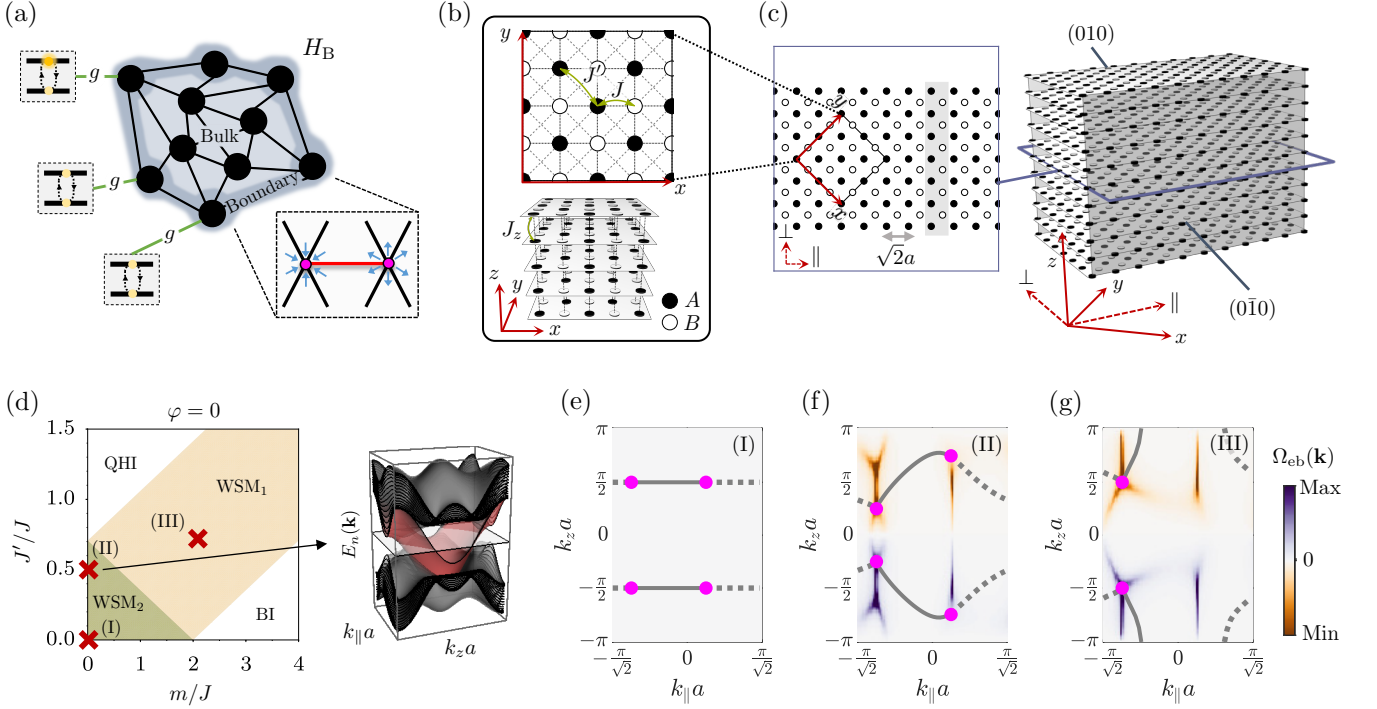 (a)
H_B
g
g
g
Bulk
Boundary
(b)
y
J'
J
x
J_z
z
y
x
A
B
(c)
y
x
⊥
∥
√2a
(010)
(01̄0)
z
y
x
⊥
∥
(d)
φ = 0
1.5
1.0
0.5
0.0
J'/J
QHI
WSM₁
(III)
(II)
WSM₂
(I)
BI
0 1 2 3 4
m/J
E_n(k)
k_∥a
k_za
(e)
(I)
π
π/2
0
−π/2
−π
k_za
−π/√2 0 π/√2
k_∥a
(f)
(II)
π
π/2
0
−π/2
−π
k_za
−π/√2 0 π/√2
k_∥a
(g)
(III)
π
π/2
0
−π/2
−π
k_za
−π/√2 0 π/√2
k_∥a
Ω_eb(k)
Max
0
Min